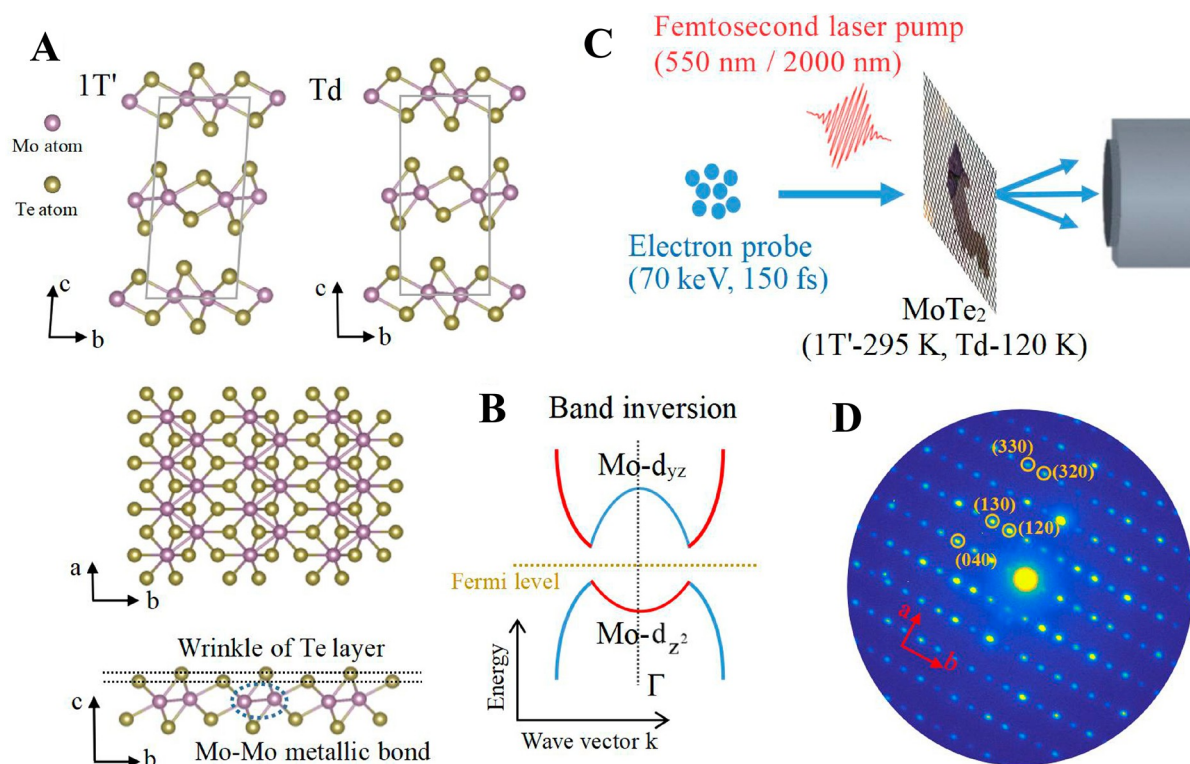 A
1T'
Td
Mo atom
Te atom
c
b
c
b
a
b
Wrinkle of Te layer
c
b
Mo-Mo metallic bond
B
Band inversion
Mo-dyz
Fermi level
Mo-dz²
Energy
Γ
Wave vector k
C
Femtosecond laser pump
(550 nm / 2000 nm)
Electron probe
(70 keV, 150 fs)
MoTe₂
(1T'-295 K, Td-120 K)
D
(330)
(320)
(130)
(120)
(040)
a
b